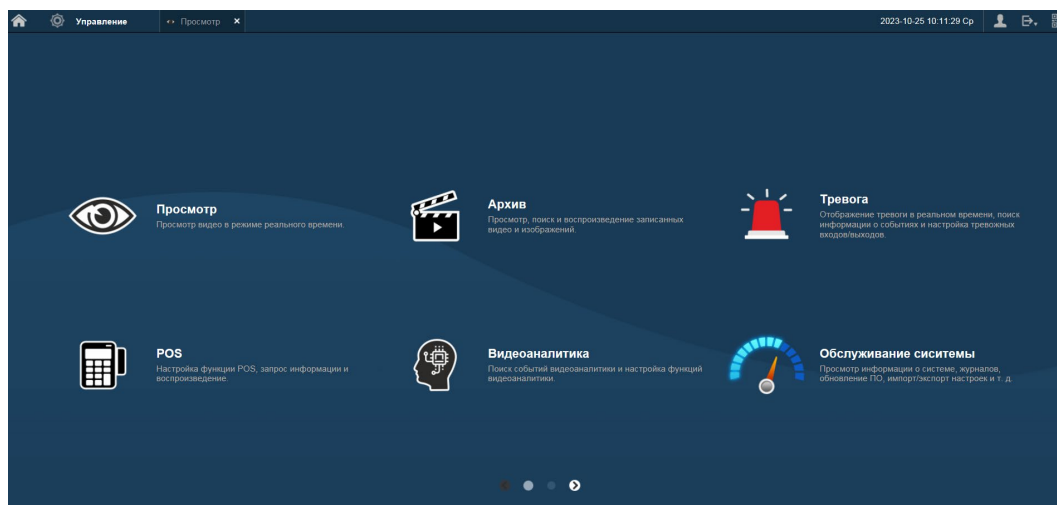 Управление
Просмотр
2023-10-25 10:11:29 Ср
Просмотр
Просмотр видео в режиме реального времени.
Архив
Просмотр, поиск и воспроизведение записанных
видео и изображений.
Тревога
Отображение тревоги в реальном времени, поиск
информации о событиях и настройка тревожных
входов/выходов.
POS
Настройка функции POS, запрос информации и
воспроизведение.
Видеоаналитика
Поиск событий видеоаналитики и настройка функций
видеоаналитики.
Обслуживание сиситемы
Просмотр информации о системе, журналов,
обновление ПО, импорт/экспорт настроек и т. д.